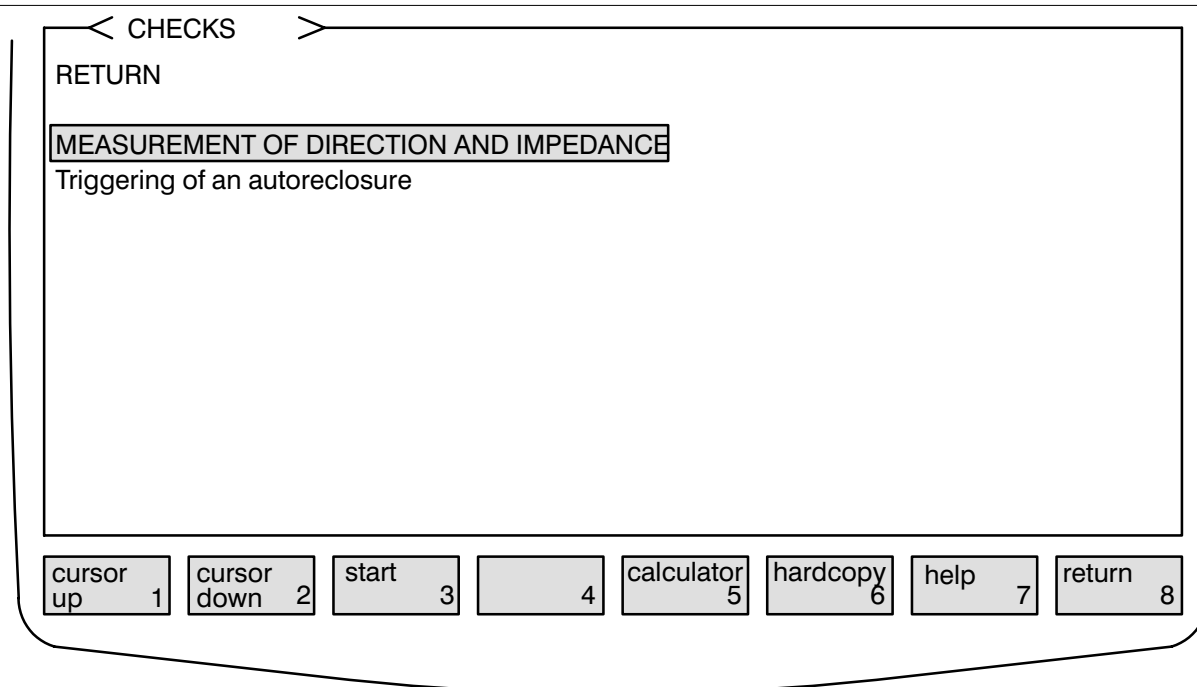 < CHECKS >
RETURN
MEASUREMENT OF DIRECTION AND IMPEDANCE
Triggering of an autoreclosure
cursor up 1
cursor down 2
start 3
4
calculator 5
hardcopy 6
help 7
return 8